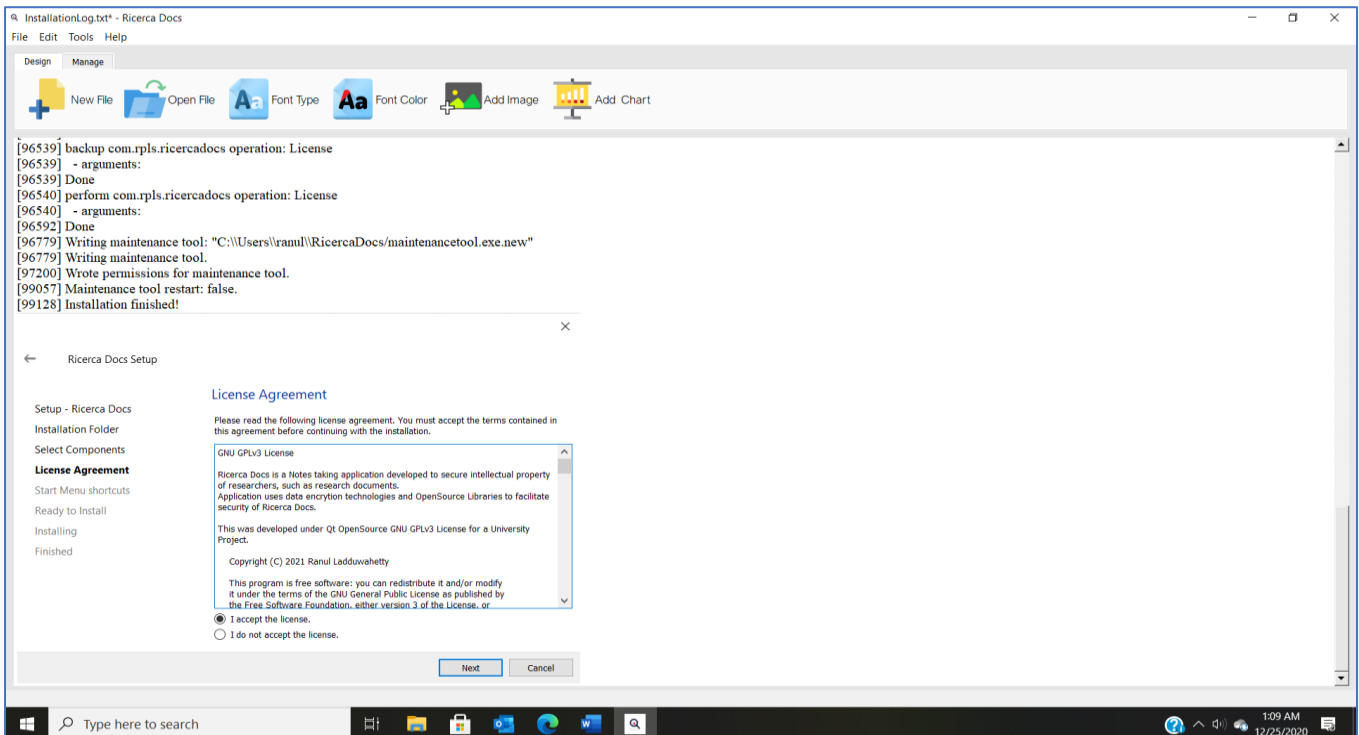 InstallationLog.txt* - Ricerca Docs
File Edit Tools Help
Design Manage
New File Open File Aa Font Type Aa Font Color Add Image Add Chart
[96539] backup com.rpls.ricercadocs operation: License
[96539] - arguments:
[96539] Done
[96540] perform com.rpls.ricercadocs operation: License
[96540] - arguments:
[96592] Done
[96779] Writing maintenance tool: "C:\\Users\\ranul\\RicercaDocs/maintenancetool.exe.new"
[96779] Writing maintenance tool.
[97200] Wrote permissions for maintenance tool.
[99057] Maintenance tool restart: false.
[99128] Installation finished!
Ricerca Docs Setup
Setup - Ricerca Docs
Installation Folder
Select Components
License Agreement
Start Menu shortcuts
Ready to Install
Installing
Finished
License Agreement
Please read the following license agreement. You must accept the terms contained in
this agreement before continuing with the installation.
GNU GPLv3 License
Ricerca Docs is a Notes taking application developed to secure intellectual property
of researchers, such as research documents.
Application uses data encrytion technologies and OpenSource Libraries to facilitate
security of Ricerca Docs.
This was developed under Qt OpenSource GNU GPLv3 License for a University
Project.
Copyright (C) 2021 Ranul Ladduwahetty
This program is free software: you can redistribute it and/or modify
it under the terms of the GNU General Public License as published by
the Free Software Foundation, either version 3 of the License, or
I accept the license.
I do not accept the license.
Next Cancel
Type here to search
1:09 AM
12/25/2020